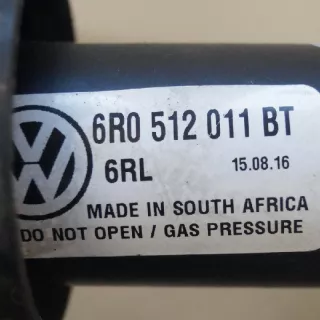 6R0 512 011 BT
6RL 15.08.16
MADE IN SOUTH AFRICA
DO NOT OPEN / GAS PRESSURE